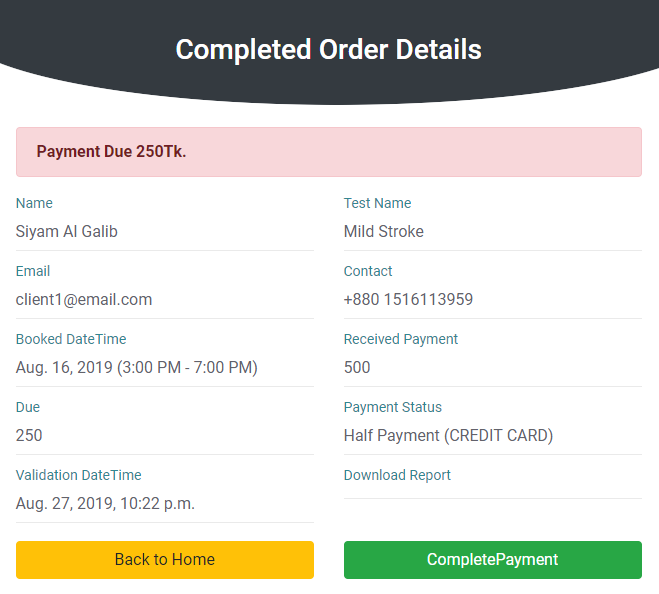 Completed Order Details
Payment Due 250Tk.
Name
Siyam Al Galib
Test Name
Mild Stroke
Email
client1@email.com
Contact
+880 1516113959
Booked DateTime
Aug. 16, 2019 (3:00 PM - 7:00 PM)
Received Payment
500
Due
250
Payment Status
Half Payment (CREDIT CARD)
Validation DateTime
Aug. 27, 2019, 10:22 p.m.
Download Report
Back to Home
CompletePayment